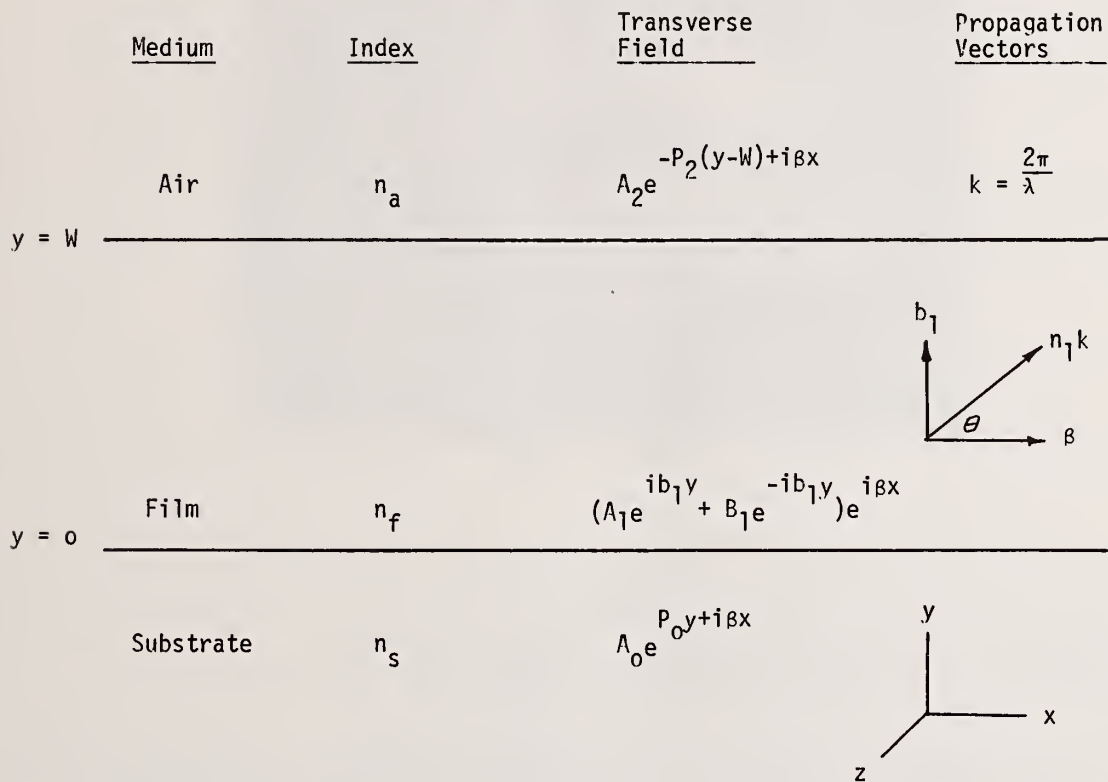 Medium Index Transverse Field Propagation Vectors
Air n_a A_2e^{-P_2(y-W)+iβx} k = \frac{2π}{λ}
y = W
b_1 n_1k
θ β
Film n_f (A_1e^{ib_1y} + B_1e^{-ib_1y})e^{iβx}
y = o
Substrate n_s A_oe^{P_oy+iβx}
y
x
z